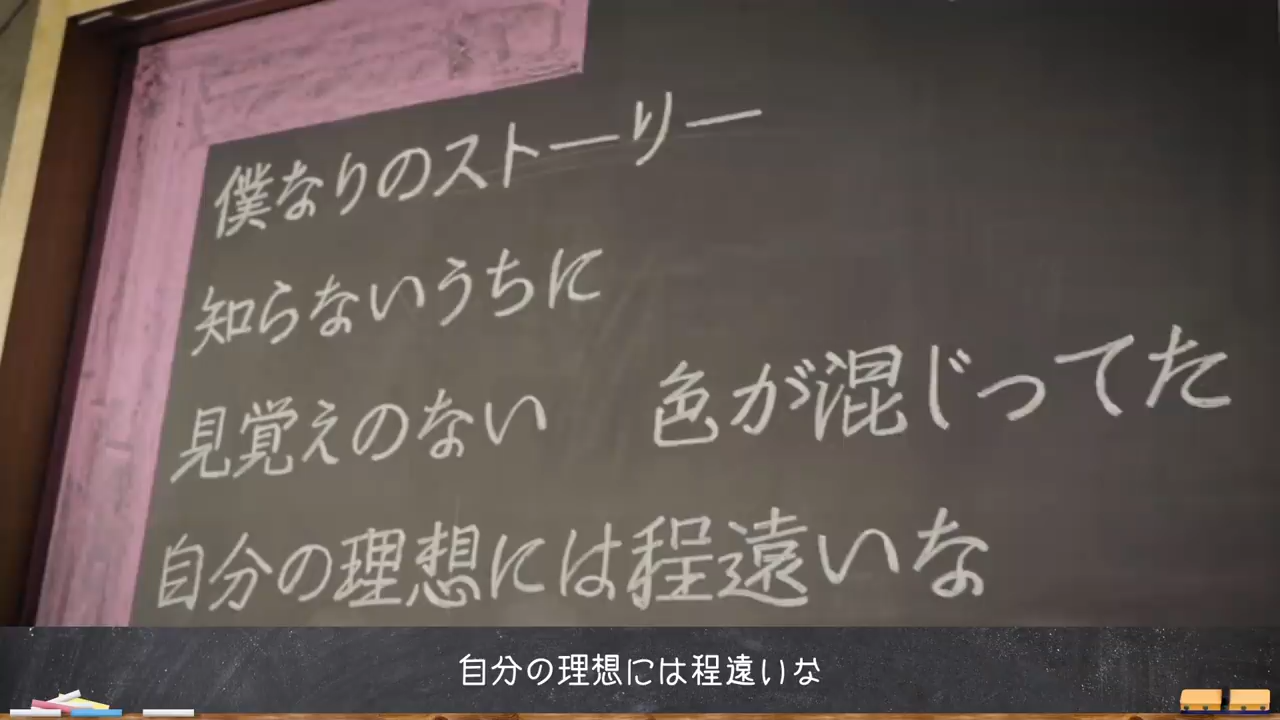 僕なりのストーリー
知らないうちに
見覚えのない 色が混じってた
自分の理想には程遠いな
自分の理想には程遠いな